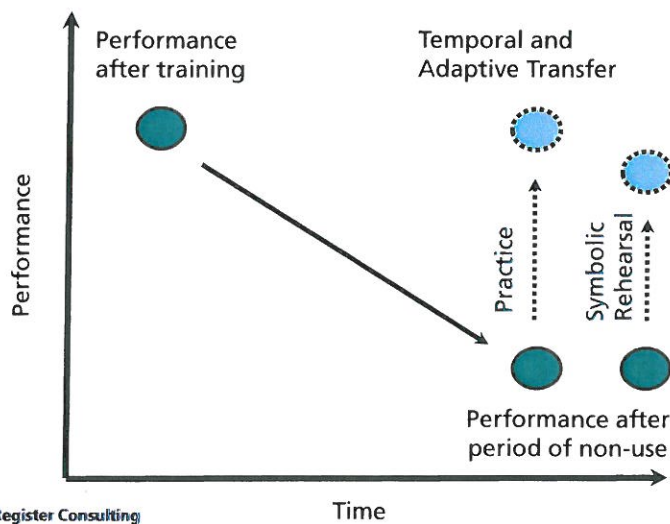 Performance
after training
Temporal and
Adaptive Transfer
Performance
Practice
Symbolic
Rehearsal
Performance after
period of non-use
Time
Register Consulting